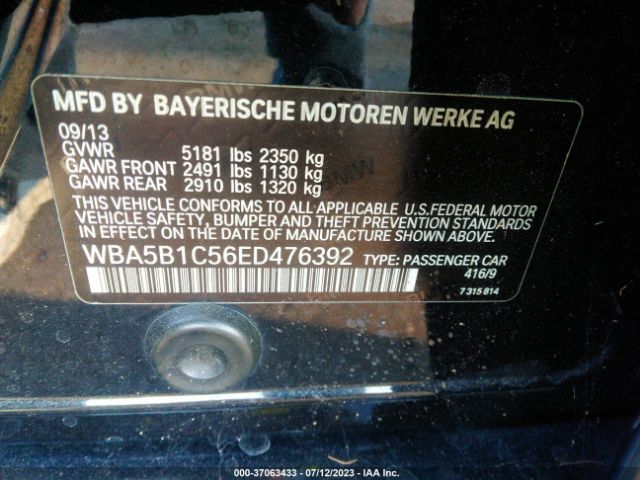 MFD BY BAYERISCHE MOTOREN WERKE AG
09/13
GVWR 5181 lbs 2350 kg
GAWR FRONT 2491 lbs 1130 kg
GAWR REAR 2910 lbs 1320 kg
THIS VEHICLE CONFORMS TO ALL APPLICABLE U.S.FEDERAL MOTOR
VEHICLE SAFETY, BUMPER AND THEFT PREVENTION STANDARDS
IN EFFECT ON THE DATE OF MANUFACTURE SHOWN ABOVE.
WBA5B1C56ED476392 TYPE: PASSENGER CAR
416/9
7 315 814
000-37063433 - 07/12/2023 - IAA Inc.